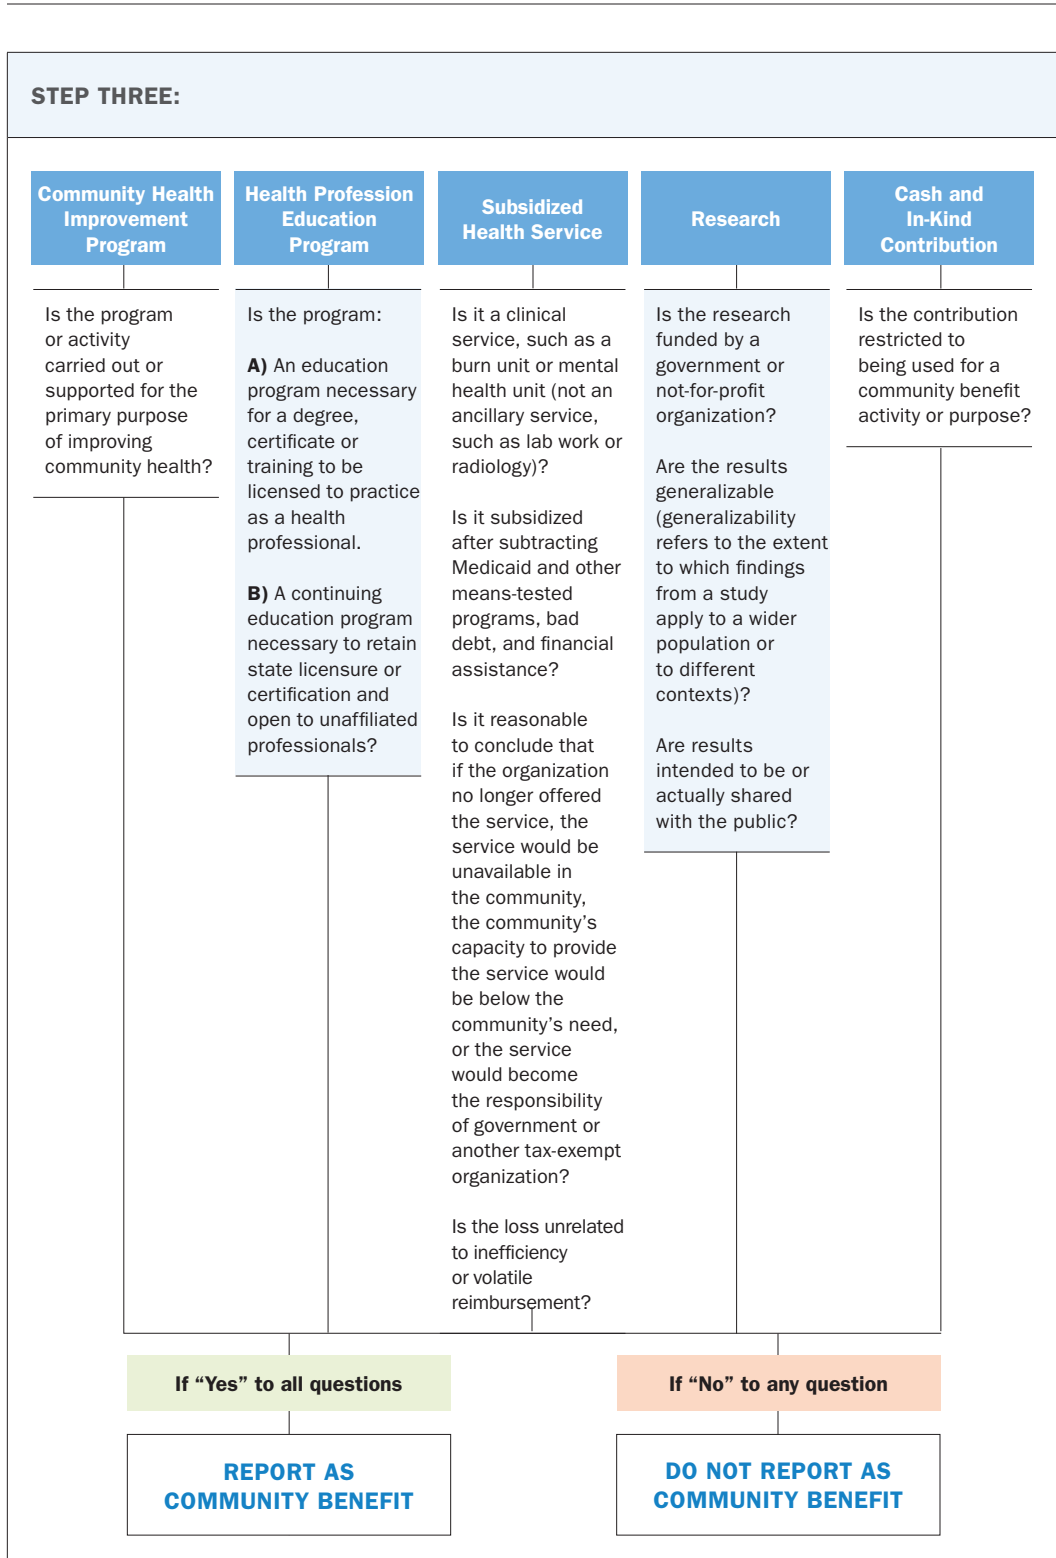 STEP THREE:
Community Health
Improvement
Program
Is the program
or activity
carried out or
supported for the
primary purpose
of improving
community health?
Health Profession
Education
Program
Is the program:
A) An education
program necessary
for a degree,
certificate or
training to be
licensed to practice
as a health
professional.
B) A continuing
education program
necessary to retain
state licensure or
certification and
open to unaffiliated
professionals?
Subsidized
Health Service
Is it a clinical
service, such as a
burn unit or mental
health unit (not an
ancillary service,
such as lab work or
radiology)?
Is it subsidized
after subtracting
Medicaid and other
means-tested
programs, bad
debt, and financial
assistance?
Is it reasonable
to conclude that
if the organization
no longer offered
the service, the
service would be
unavailable in
the community,
the community’s
capacity to provide
the service would
be below the
community’s need,
or the service
would become
the responsibility
of government or
another tax-exempt
organization?
Is the loss unrelated
to inefficiency
or volatile
reimbursement?
Research
Is the research
funded by a
government or
not-for-profit
organization?
Are the results
generalizable
(generalizability
refers to the extent
to which findings
from a study
apply to a wider
population or
to different
contexts)?
Are results
intended to be or
actually shared
with the public?
Cash and
In-Kind
Contribution
Is the contribution
restricted to
being used for a
community benefit
activity or purpose?
If “Yes” to all questions
REPORT AS
COMMUNITY BENEFIT
If “No” to any question
DO NOT REPORT AS
COMMUNITY BENEFIT